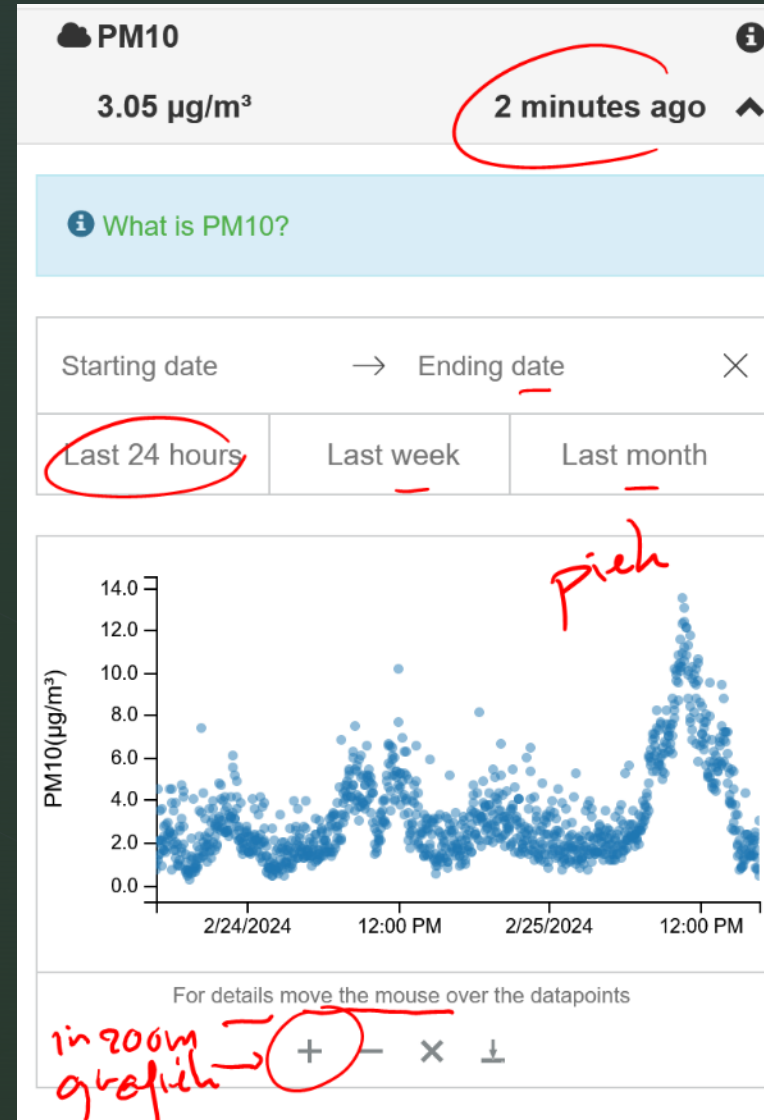 PM10
3.05 µg/m³ 2 minutes ago
What is PM10?
Starting date → Ending date
Last 24 hours Last week Last month
piek
14.0
12.0
10.0
8.0
6.0
4.0
2.0
0.0
PM10(µg/m³)
2/24/2024 12:00 PM 2/25/2024 12:00 PM
For details move the mouse over the datapoints
in zoom
grafiek